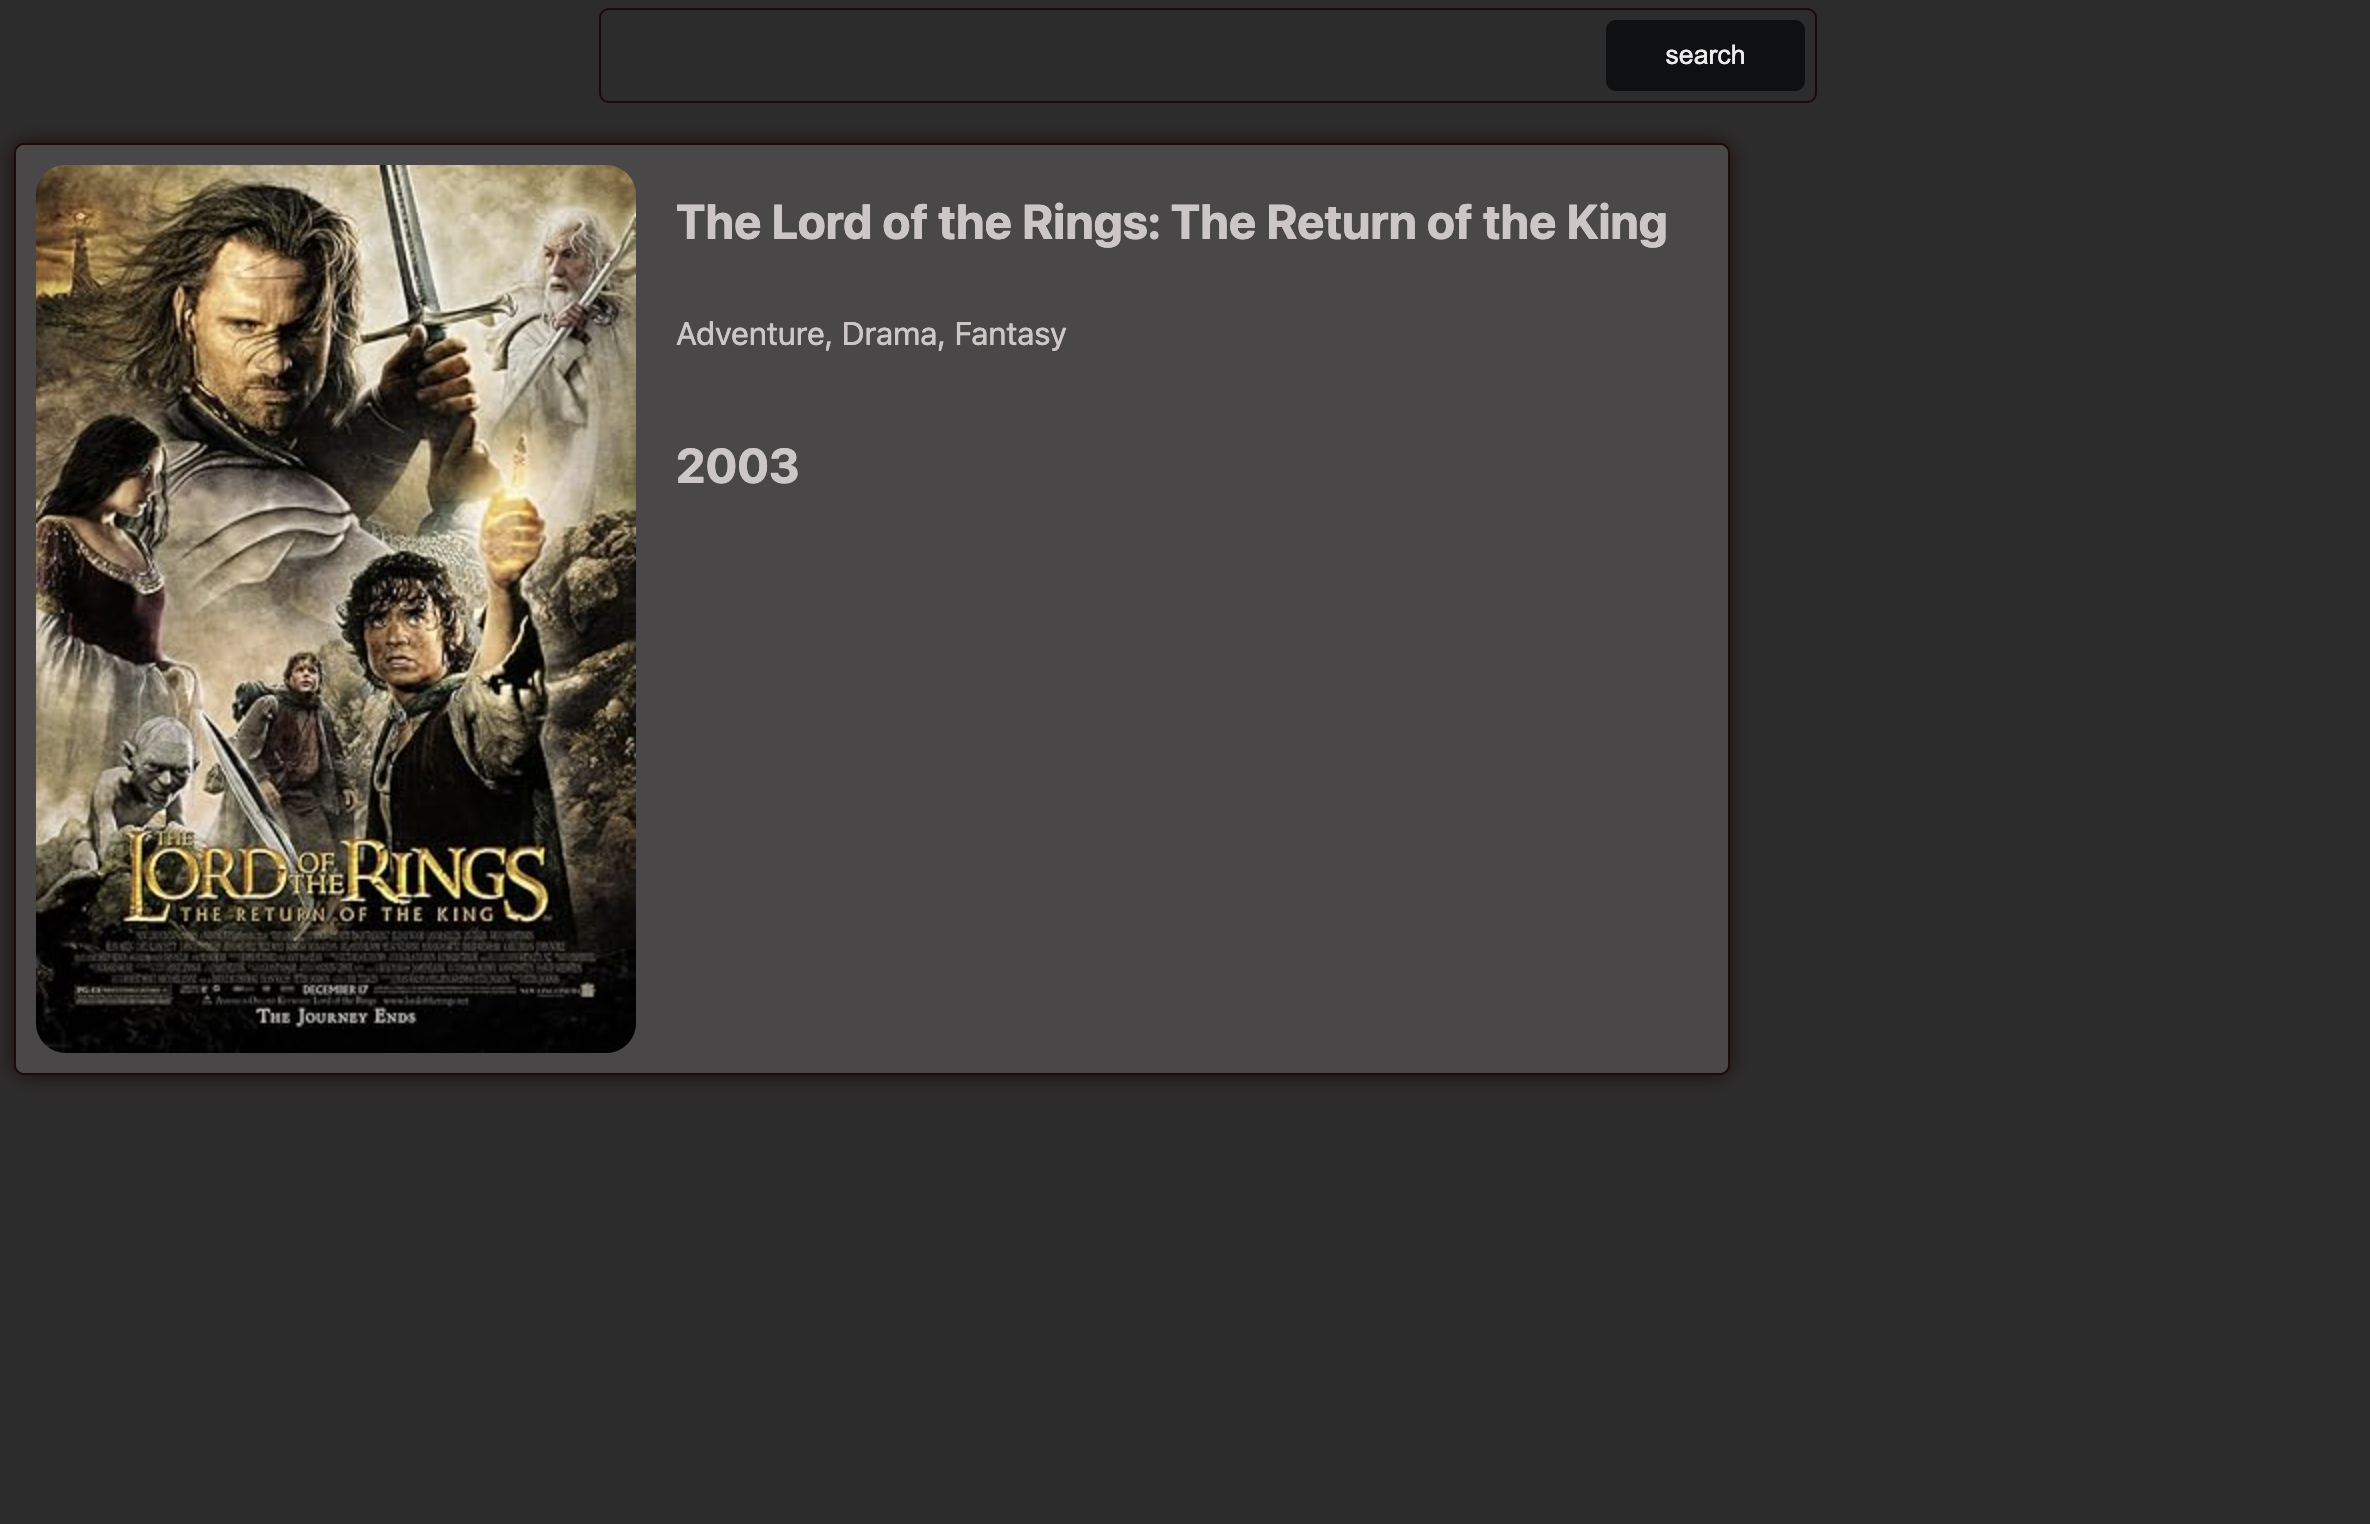 search
The Lord of the Rings: The Return of the King
Adventure, Drama, Fantasy
2003
THE
LORD OF THE RINGS
THE RETURN OF THE KING
DECEMBER 17
THE JOURNEY ENDS